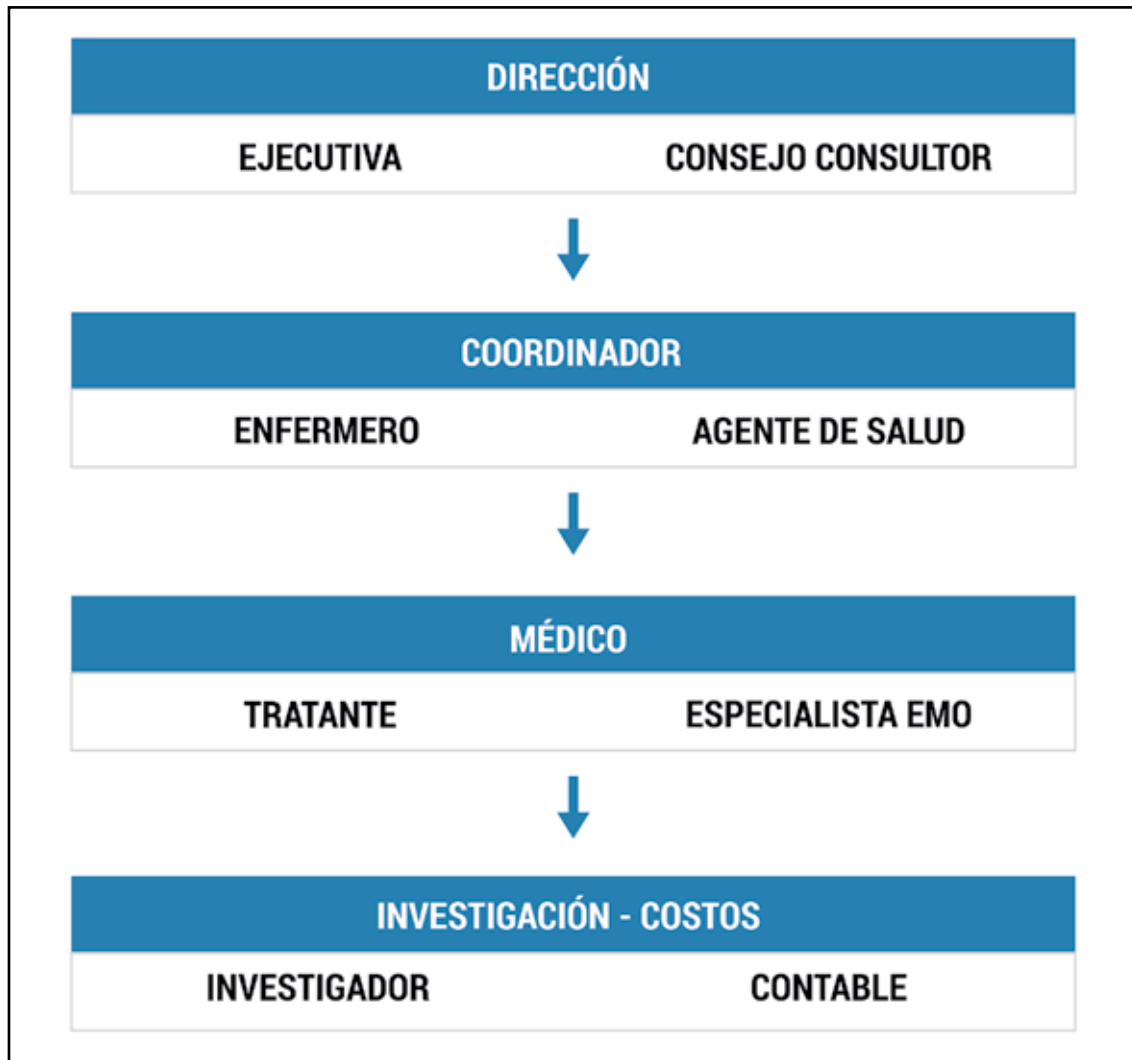 DIRECCIÓN
EJECUTIVA CONSEJO CONSULTOR
COORDINADOR
ENFERMERO AGENTE DE SALUD
MÉDICO
TRATANTE ESPECIALISTA EMO
INVESTIGACIÓN - COSTOS
INVESTIGADOR CONTABLE